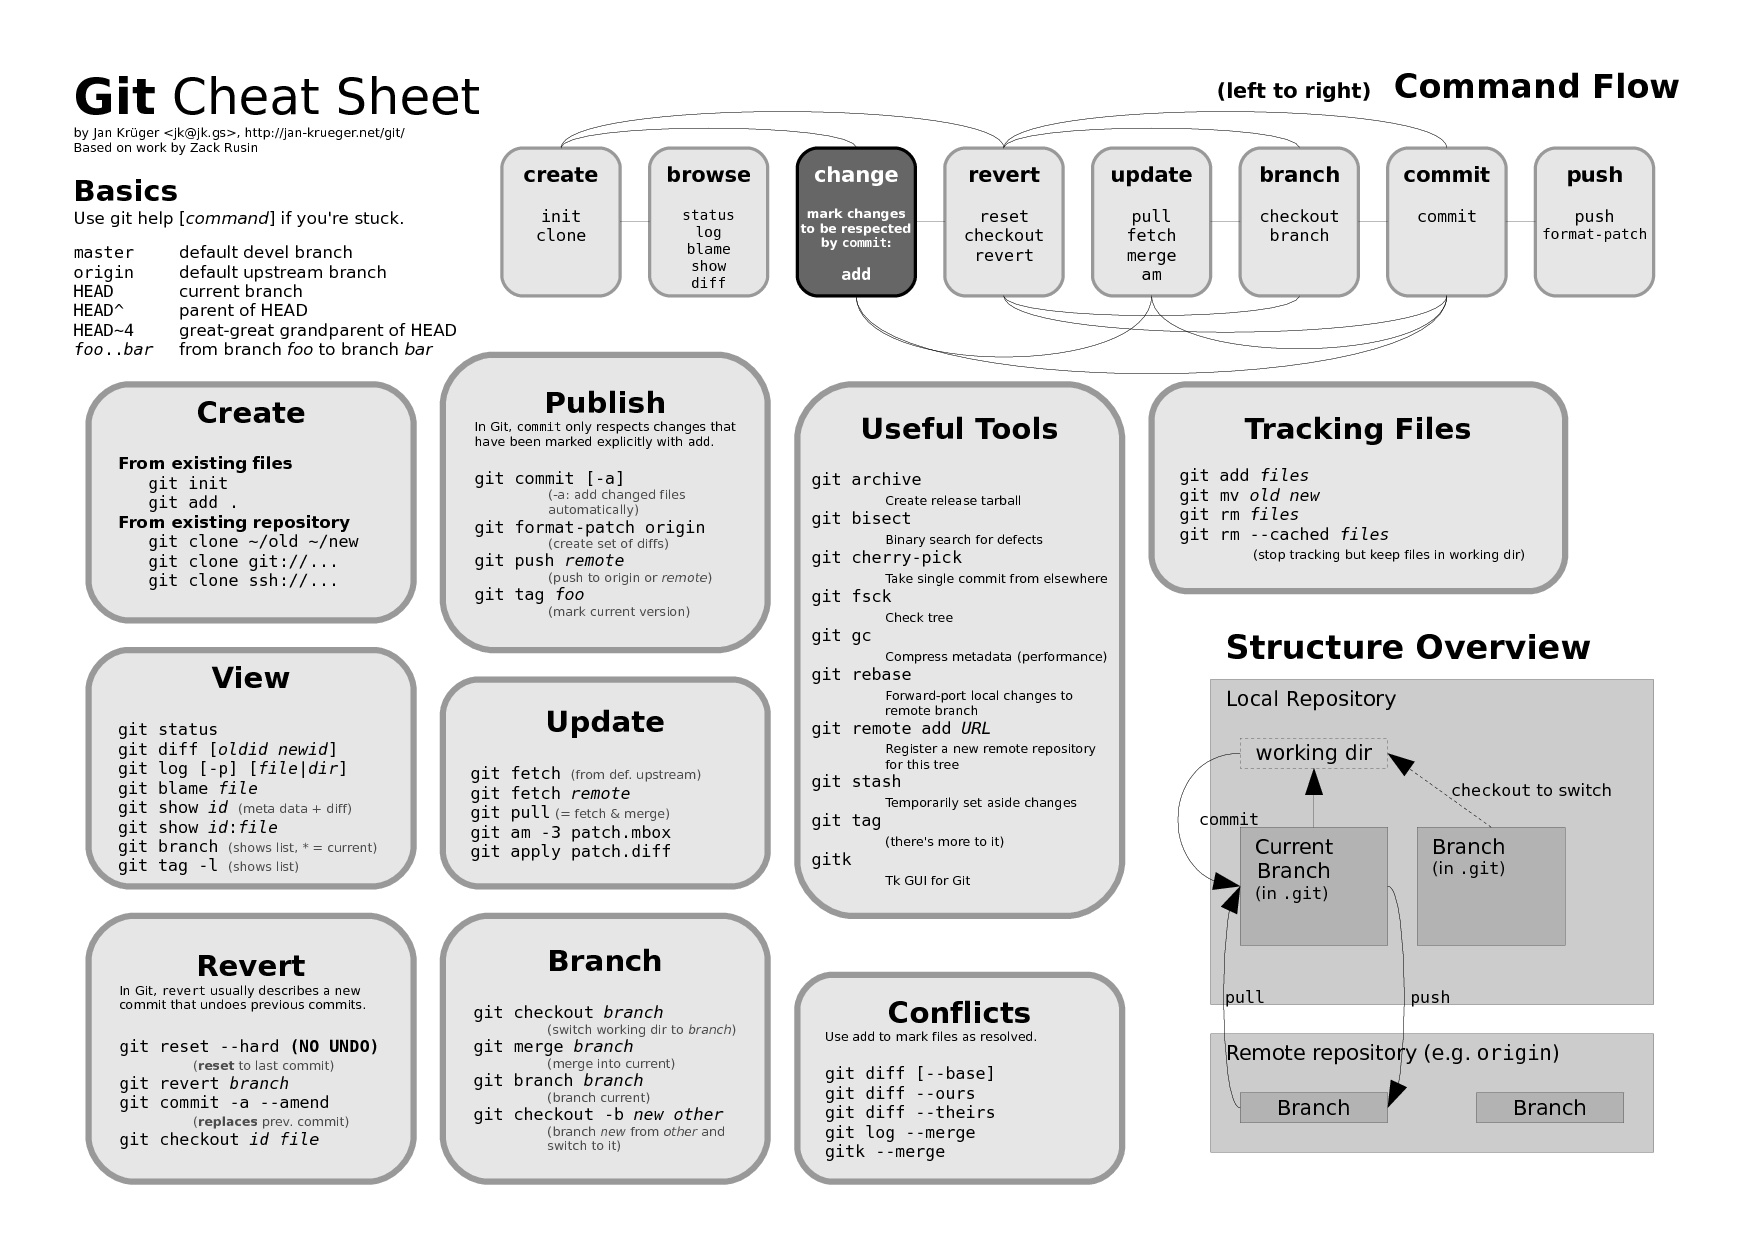 Git Cheat Sheet
by Jan Krüger <jk@jk.gs>, http://jan-krueger.net/git/
Based on work by Zack Rusin
Basics
Use git help [command] if you're stuck.
master default devel branch
origin default upstream branch
HEAD current branch
HEAD^ parent of HEAD
HEAD~4 great-great grandparent of HEAD
foo..bar from branch foo to branch bar
(left to right) Command Flow
create
init
clone
browse
status
log
blame
show
diff
change
mark changes
to be respected
by commit:
add
revert
reset
checkout
revert
update
pull
fetch
merge
am
branch
checkout
branch
commit
commit
push
push
format-patch
Create
From existing files
git init
git add .
From existing repository
git clone ~/old ~/new
git clone git://...
git clone ssh://...
View
git status
git diff [oldid newid]
git log [-p] [file|dir]
git blame file
git show id (meta data + diff)
git show id:file
git branch (shows list, * = current)
git tag -l (shows list)
Revert
In Git, revert usually describes a new
commit that undoes previous commits.
git reset --hard (NO UNDO)
(reset to last commit)
git revert branch
git commit -a --amend
(replaces prev. commit)
git checkout id file
Publish
In Git, commit only respects changes that
have been marked explicitly with add.
git commit [-a]
(-a: add changed files
automatically)
git format-patch origin
(create set of diffs)
git push remote
(push to origin or remote)
git tag foo
(mark current version)
Update
git fetch (from def. upstream)
git fetch remote
git pull (= fetch & merge)
git am -3 patch.mbox
git apply patch.diff
Branch
git checkout branch
(switch working dir to branch)
git merge branch
(merge into current)
git branch branch
(branch current)
git checkout -b new other
(branch new from other and
switch to it)
Useful Tools
git archive
Create release tarball
git bisect
Binary search for defects
git cherry-pick
Take single commit from elsewhere
git fsck
Check tree
git gc
Compress metadata (performance)
git rebase
Forward-port local changes to
remote branch
git remote add URL
Register a new remote repository
for this tree
git stash
Temporarily set aside changes
git tag
(there's more to it)
gitk
Tk GUI for Git
Conflicts
Use add to mark files as resolved.
git diff [--base]
git diff --ours
git diff --theirs
git log --merge
gitk --merge
Tracking Files
git add files
git mv old new
git rm files
git rm --cached files
(stop tracking but keep files in working dir)
Structure Overview
Local Repository
working dir
checkout to switch
commit
Current
Branch
(in .git)
Branch
(in .git)
pull
push
Remote repository (e.g. origin)
Branch
Branch